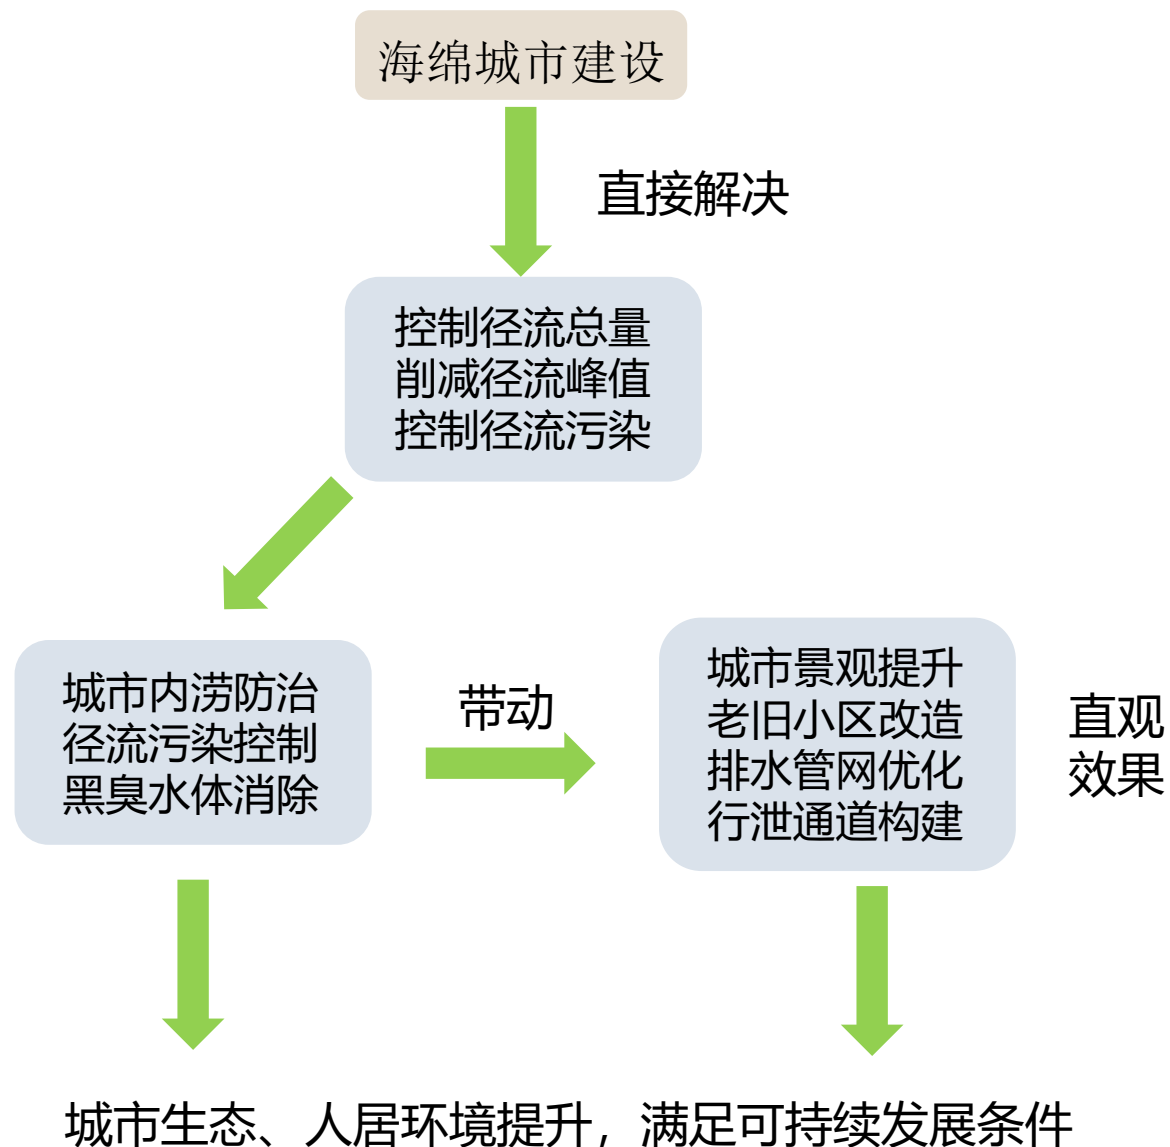 海绵城市建设
直接解决
控制径流总量
削减径流峰值
控制径流污染
城市内涝防治
径流污染控制
黑臭水体消除
带动
城市景观提升
老旧小区改造
排水管网优化
行泄通道构建
直观
效果
城市生态、人居环境提升，满足可持续发展条件